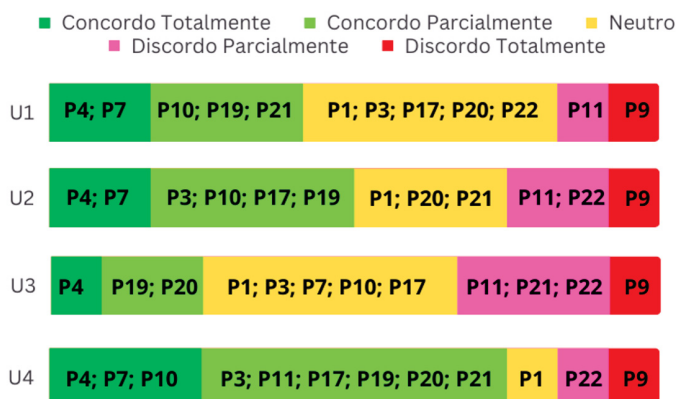 Concordo Totalmente Concordo Parcialmente Neutro
Discordo Parcialmente Discordo Totalmente
U1 P4; P7 P10; P19; P21 P1; P3; P17; P20; P22 P11 P9
U2 P4; P7 P3; P10; P17; P19 P1; P20; P21 P11; P22 P9
U3 P4 P19; P20 P1; P3; P7; P10; P17 P11; P21; P22 P9
U4 P4; P7; P10 P3; P11; P17; P19; P20; P21 P1 P22 P9